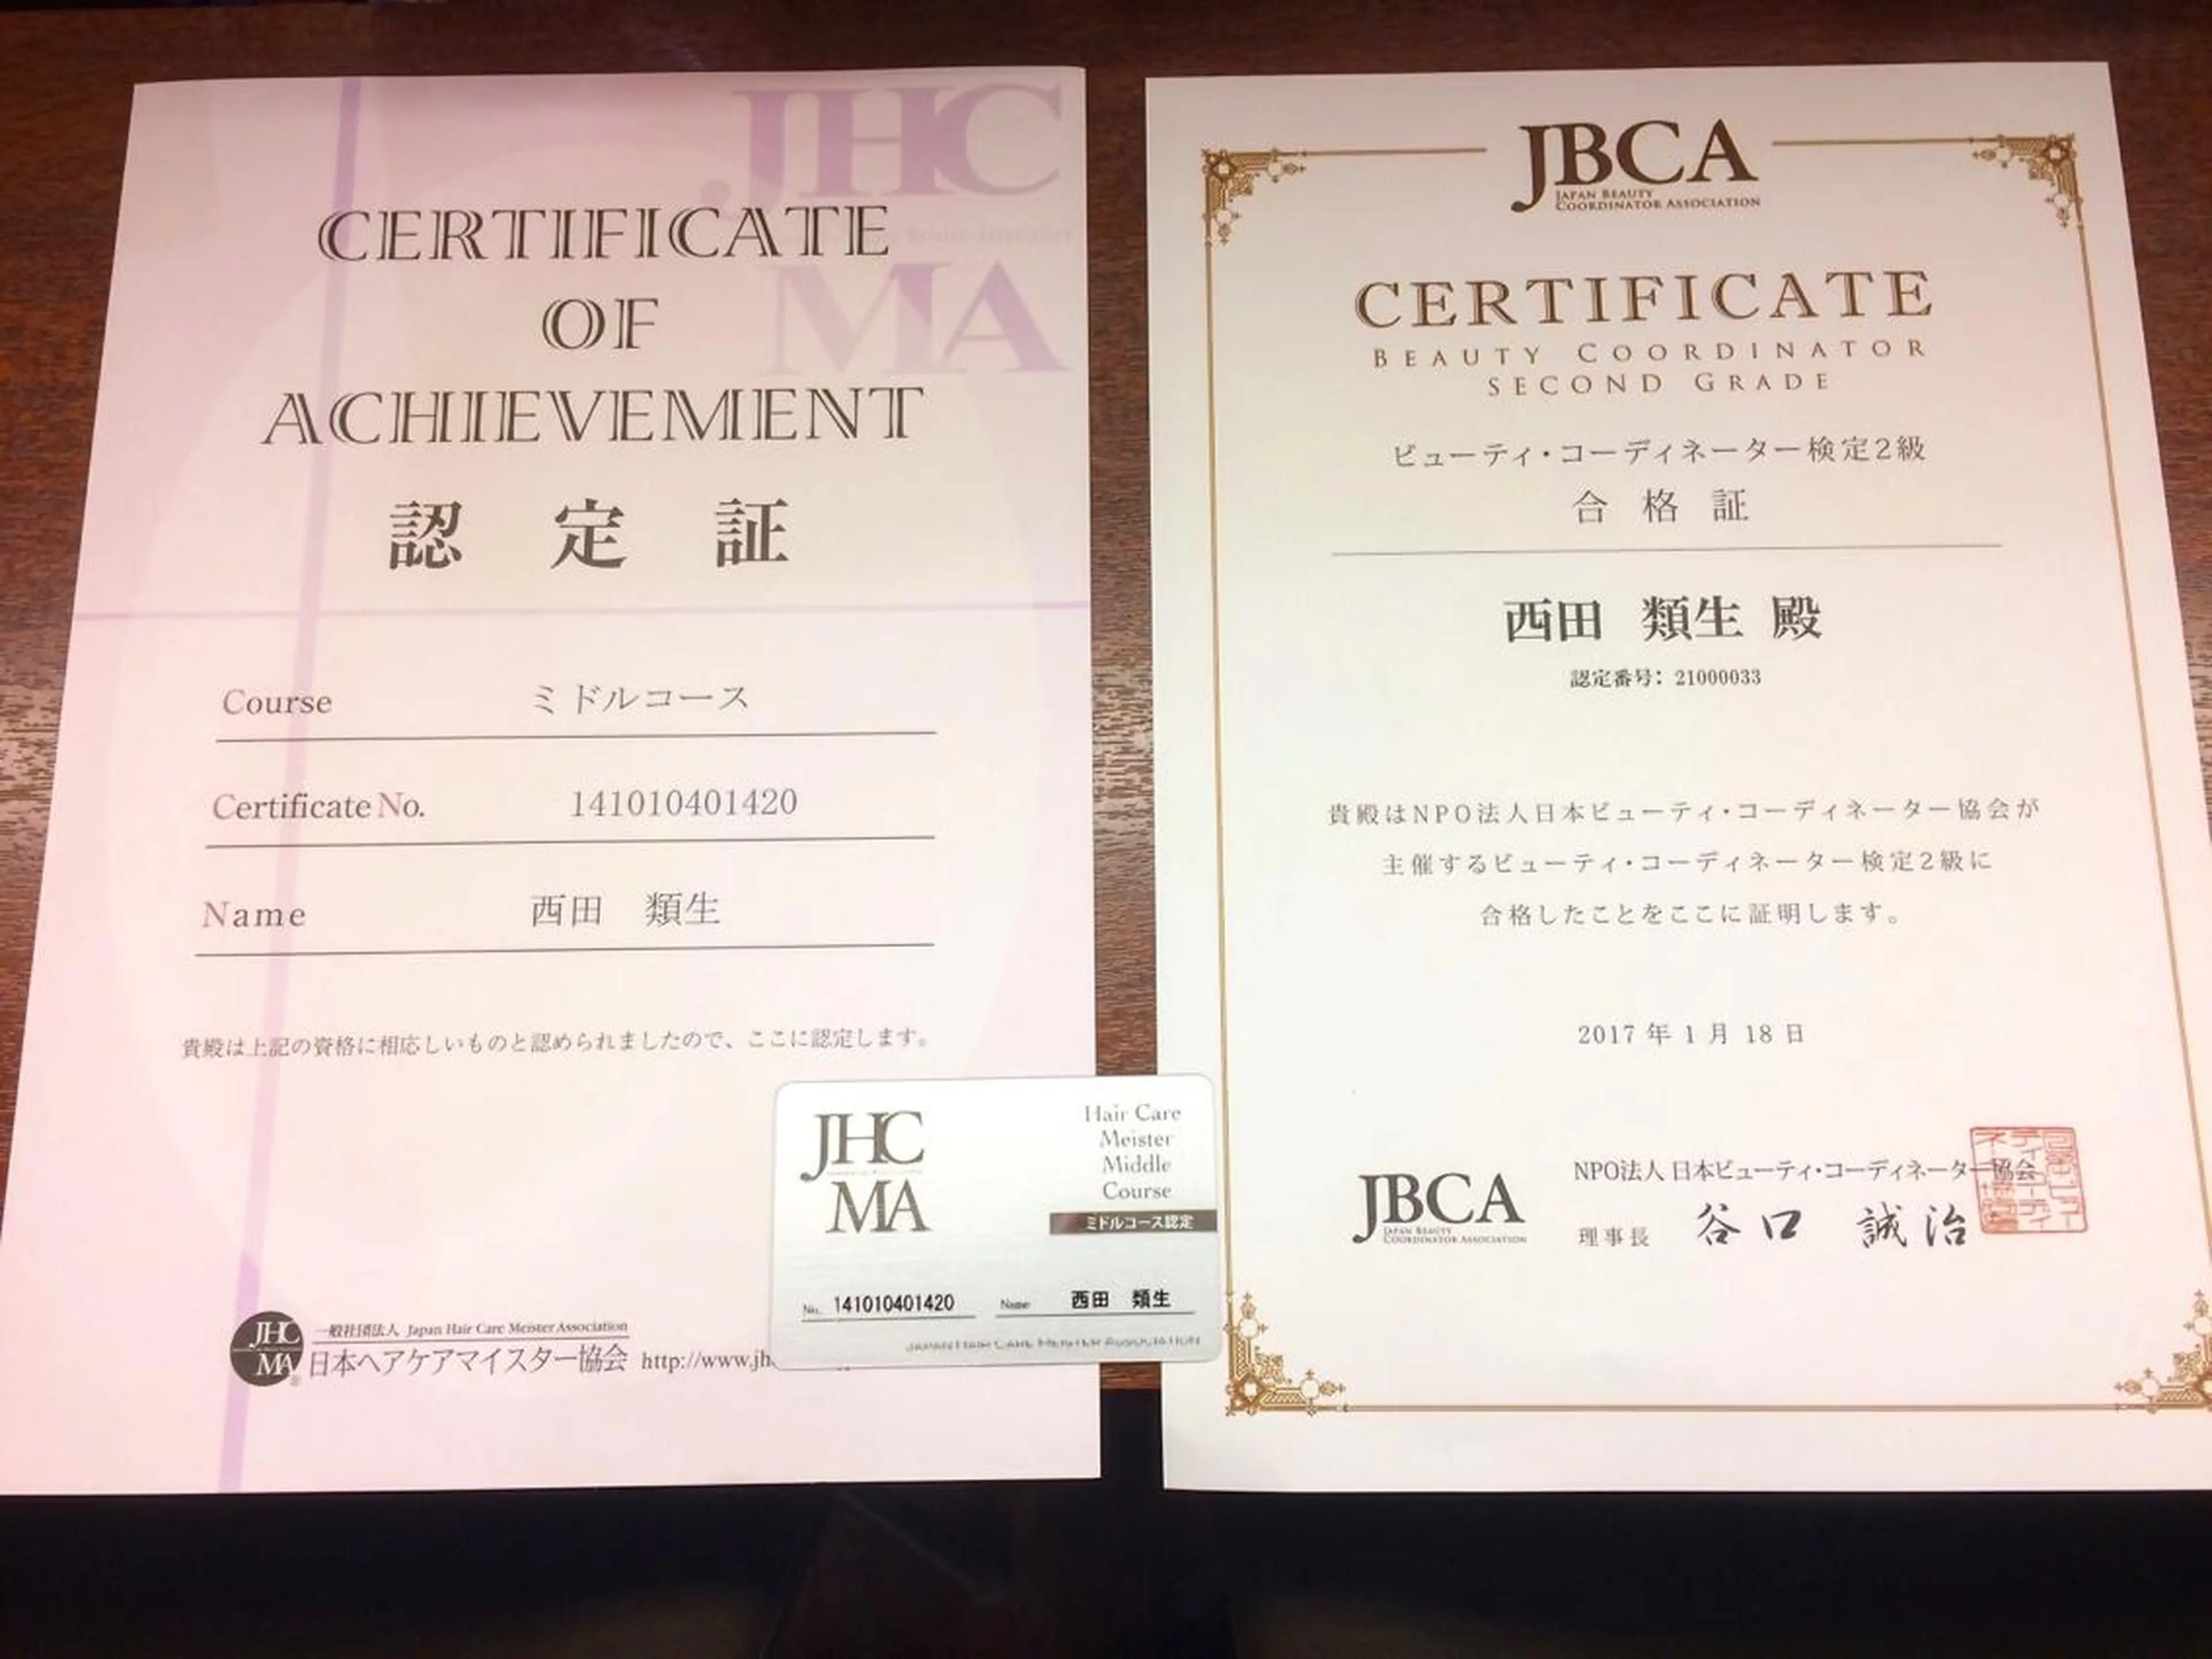 JHC
MA
CERTIFICATE
OF
ACHIEVEMENT
認 定 証
Course ミドルコース
Certificate No. 141010401420
Name 西田 類生
貴殿は上記の資格に相応しいものと認められましたので、ここに認定します。
JHC
MA
一般社団法人 Japan Hair Care Meister Association
日本ヘアケアマイスター協会 http://www.jh
JHC
MA
Hair Care
Meister
Middle
Course
ミドルコース認定
No. 141010401420 Name 西田 類生
JAPAN HAIR CARE MEISTER ASSOCIATION
JBCA
JAPAN BEAUTY
COORDINATOR ASSOCIATION
CERTIFICATE
BEAUTY COORDINATOR
SECOND GRADE
ビューティ・コーディネーター検定2級
合 格 証
西田 類生 殿
認定番号: 21000033
貴殿はNPO法人日本ビューティ・コーディネーター協会が
主催するビューティ・コーディネーター検定2級に
合格したことをここに証明します。
2017 年 1 月 18 日
JBCA
JAPAN BEAUTY
COORDINATOR ASSOCIATION
NPO法人 日本ビューティ・コーディネーター協会
理事長 谷口 誠治